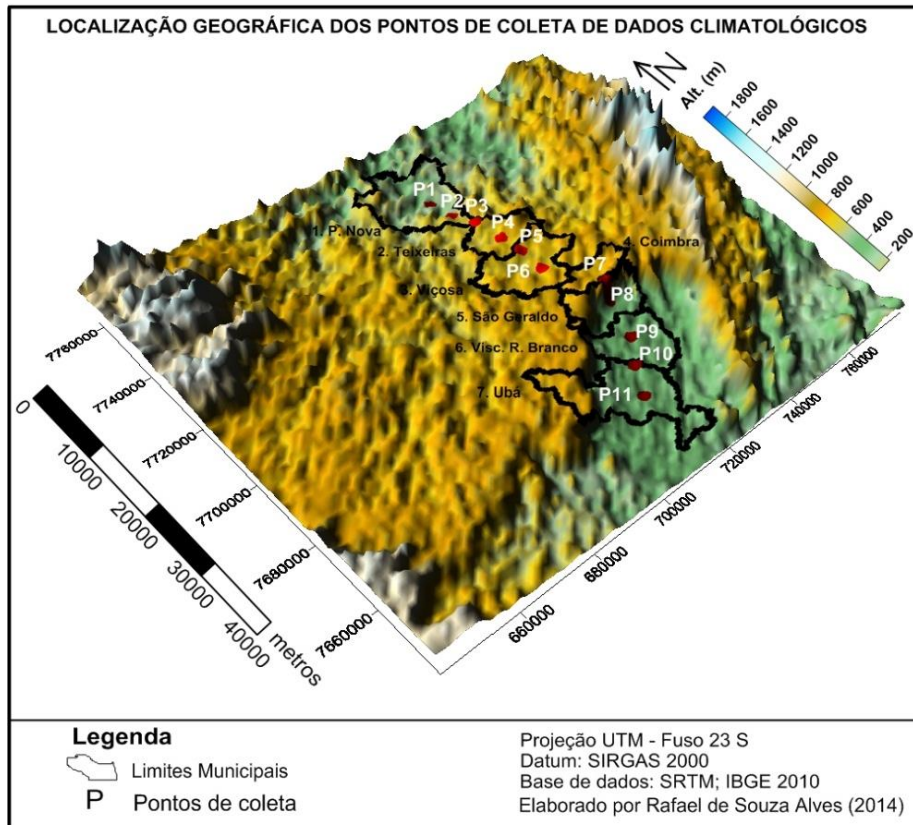 LOCALIZAÇÃO GEOGRÁFICA DOS PONTOS DE COLETA DE DADOS CLIMATOLÓGICOS
N
Alt. (m)
1800
1600
1400
1200
1000
800
600
400
200
P1
P2
P3
P4
P5
P6
P7
P8
P9
P10
P11
1. P. Nova
2. Teixeiras
3. Viçosa
4. Coimbra
5. São Geraldo
6. Visc. R. Branco
7. Ubá
7760000
7740000
7720000
7700000
7680000
7660000
660000
680000
700000
720000
740000
760000
0
10000
20000
30000
40000
metros
Legenda
Limites Municipais
P Pontos de coleta
Projeção UTM - Fuso 23 S
Datum: SIRGAS 2000
Base de dados: SRTM; IBGE 2010
Elaborado por Rafael de Souza Alves (2014)